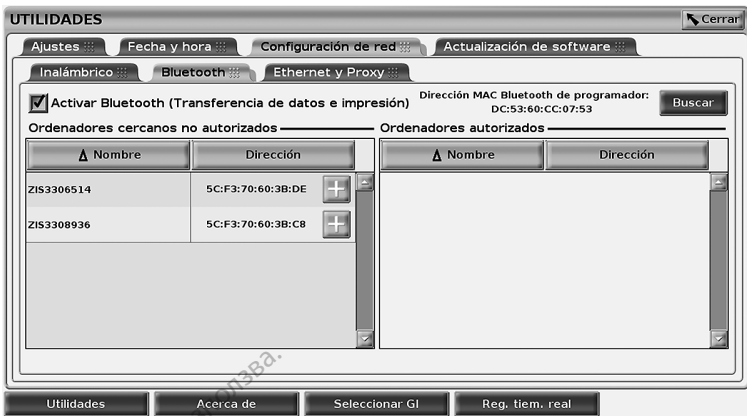 UTILIDADES
Cerrar
Ajustes
Fecha y hora
Configuración de red
Actualización de software
Inalámbrico
Bluetooth
Ethernet y Proxy
Activar Bluetooth (Transferencia de datos e impresión)
Dirección MAC Bluetooth de programador:
DC:53:60:CC:07:53
Buscar
Ordenadores cercanos no autorizados
Ordenadores autorizados
Nombre
Dirección
Nombre
Dirección
ZIS3306514
5C:F3:70:60:3B:DE
ZIS3308936
5C:F3:70:60:3B:C8
Utilidades
Acerca de
Seleccionar GI
Reg. tiem. real